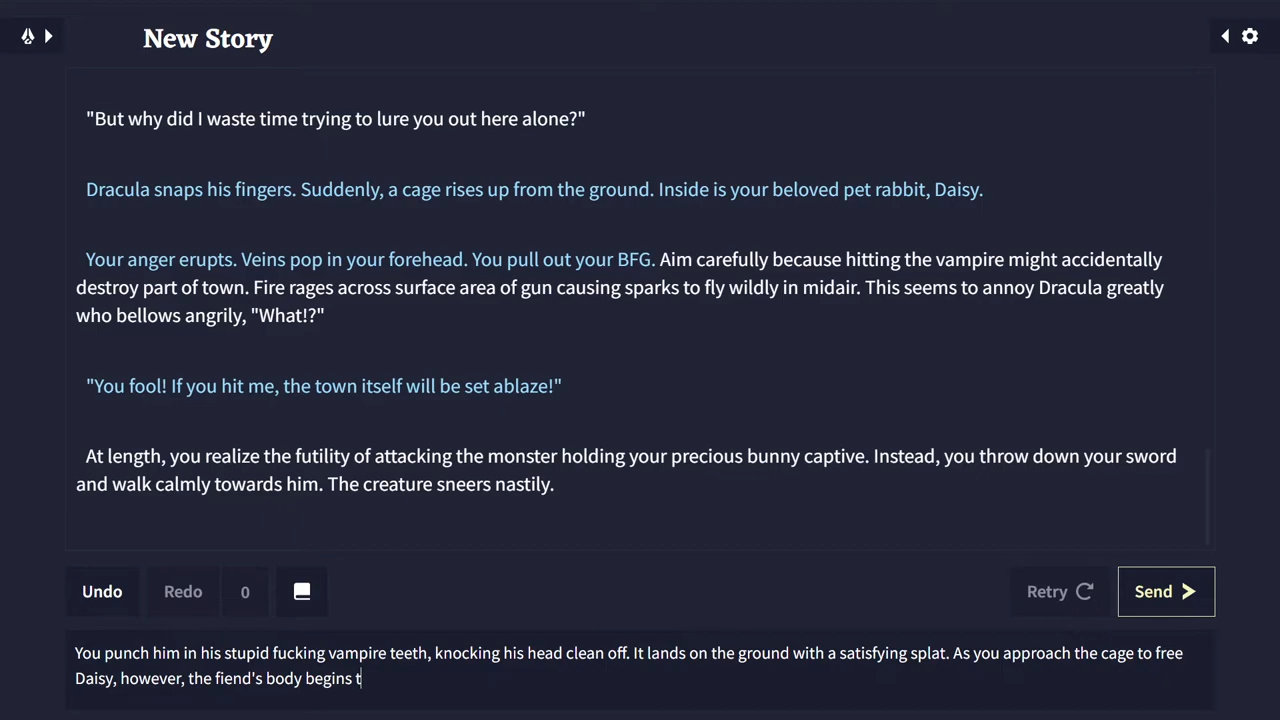 New Story
"But why did I waste time trying to lure you out here alone?"
Dracula snaps his fingers. Suddenly, a cage rises up from the ground. Inside is your beloved pet rabbit, Daisy.
Your anger erupts. Veins pop in your forehead. You pull out your BFG. Aim carefully because hitting the vampire might accidentally
destroy part of town. Fire rages across surface area of gun causing sparks to fly wildly in midair. This seems to annoy Dracula greatly
who bellows angrily, "What!?"
"You fool! If you hit me, the town itself will be set ablaze!"
At length, you realize the futility of attacking the monster holding your precious bunny captive. Instead, you throw down your sword
and walk calmly towards him. The creature sneers nastily.
Undo Redo 0 Retry Send
You punch him in his stupid fucking vampire teeth, knocking his head clean off. It lands on the ground with a satisfying splat. As you approach the cage to free
Daisy, however, the fiend's body begins t